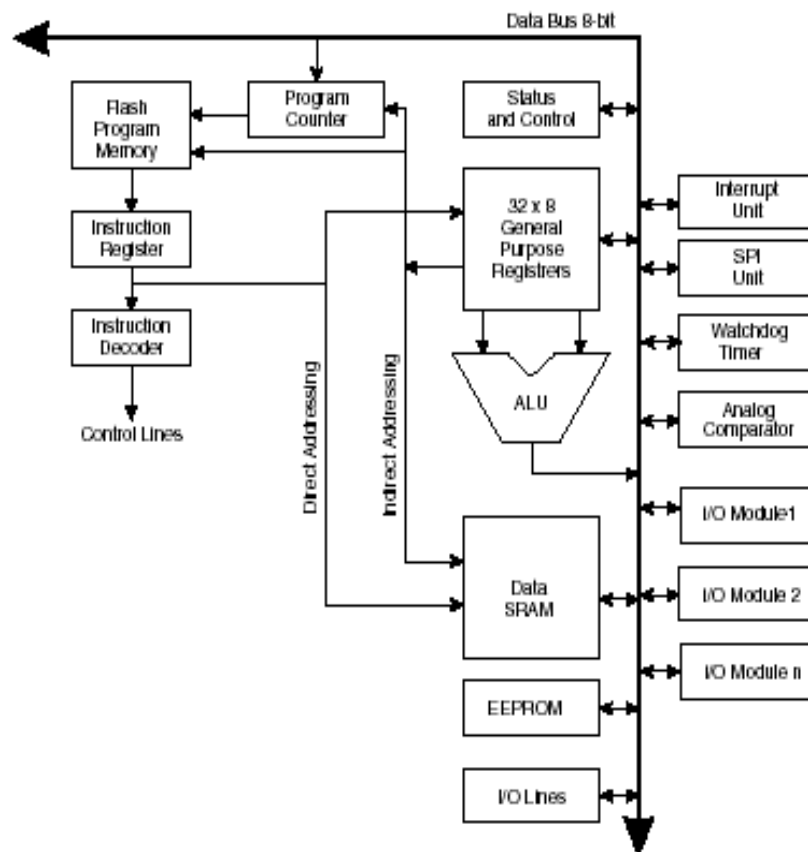 Data Bus 8-bit
Flash
Program
Memory
Program
Counter
Status
and Control
32 x 8
General
Purpose
Registrers
Interrupt
Unit
Instruction
Register
SPI
Unit
Instruction
Decoder
Watchdog
Timer
ALU
Analog
Comparator
Control Lines
Direct Addressing
Indirect Addressing
I/O Module1
Data
SRAM
I/O Module 2
I/O Module n
EEPROM
I/O Lines